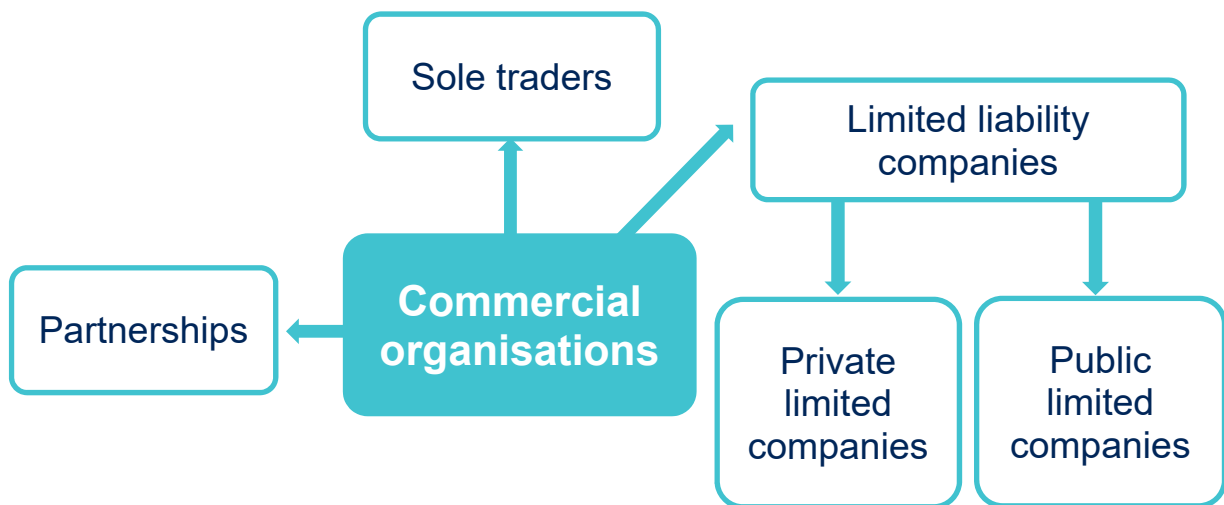 Sole traders
Limited liability
companies
Commercial
organisations
Partnerships
Private
limited
companies
Public
limited
companies